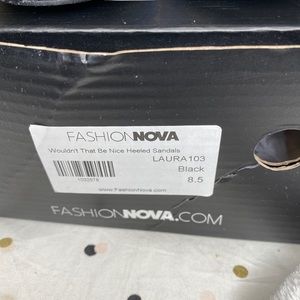 FASHIONNOVA
Wouldn't That Be Nice Heeled Sandals
LAURA103
Black
8.5
www.FashionNova.com
FASHIONNOVA.COM